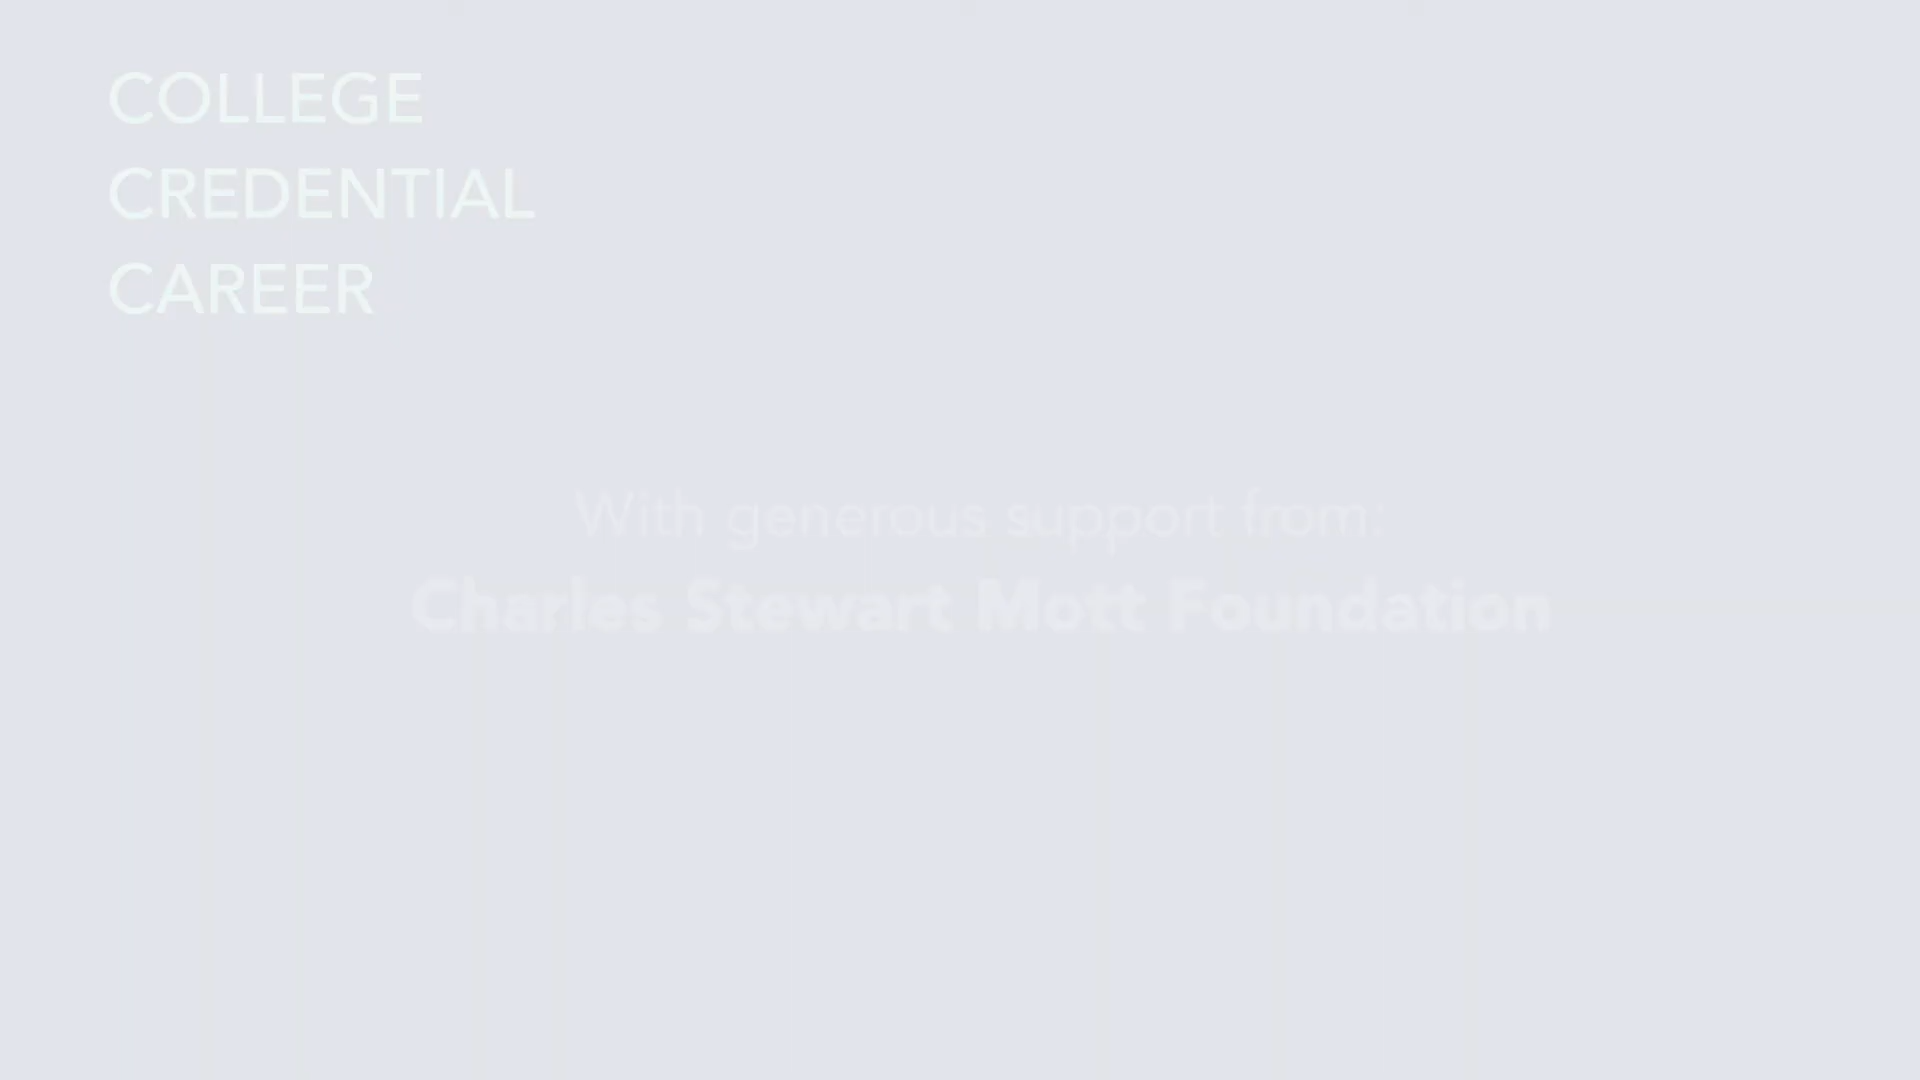 COLLEGE
CREDENTIAL
CAREER
With generous support from:
Charles Stewart Mott Foundation